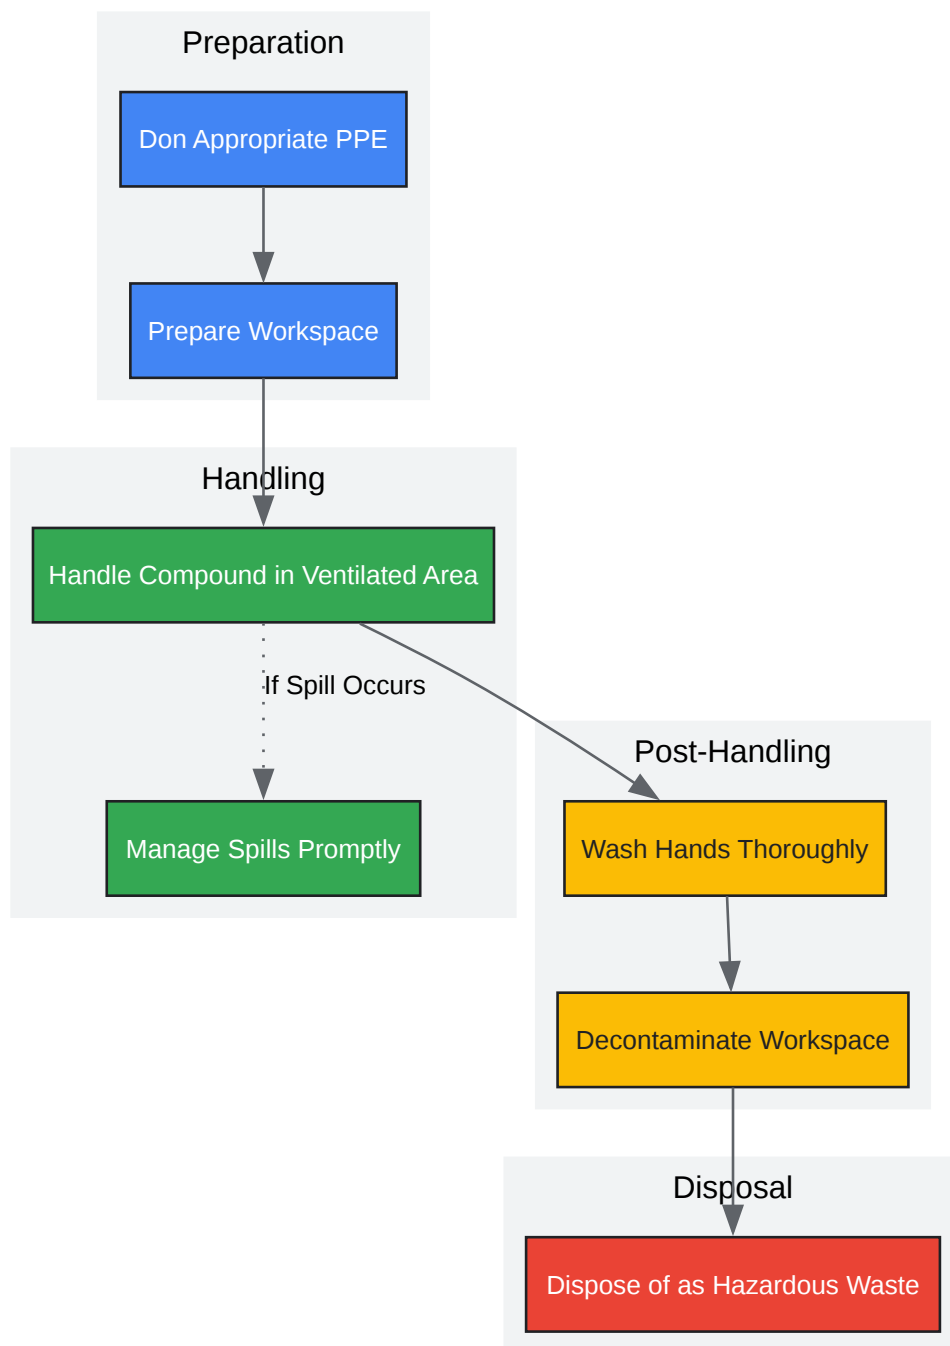 Preparation
Don Appropriate PPE
Prepare Workspace
Handling
Handle Compound in Ventilated Area
If Spill Occurs
Manage Spills Promptly
Post-Handling
Wash Hands Thoroughly
Decontaminate Workspace
Disposal
Dispose of as Hazardous Waste